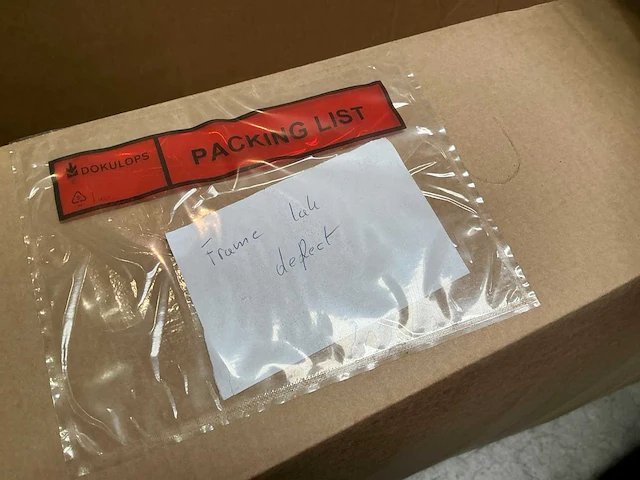 DOKULOPS
PACKING LIST
Frame lak
defect